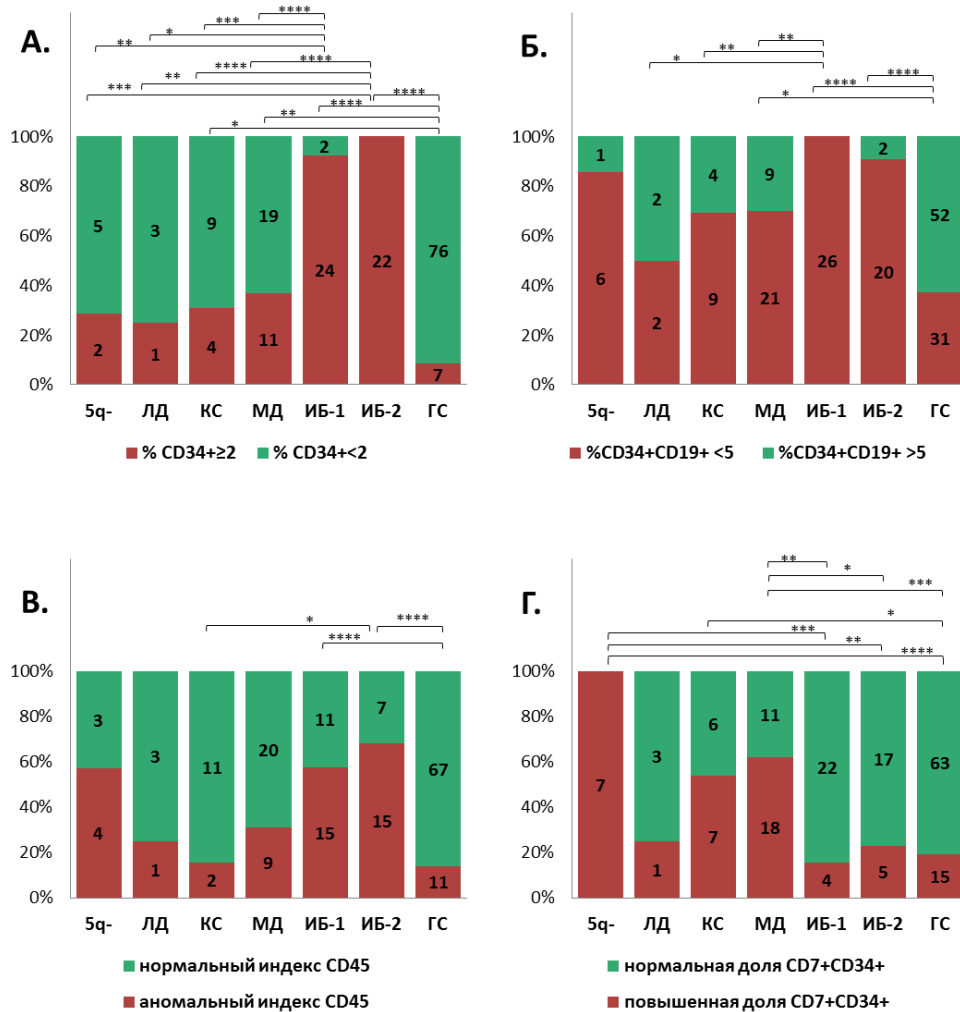 А.
****
***
*
**
****
****
**
***
****
****
**
*
100%
80%
60%
40%
20%
0%
5 3 9 19 2 76
2 1 4 11 24 22 7
5q- ЛД КС МД ИБ-1 ИБ-2 ГС
% CD34+≥2 % CD34+<2
Б.
**
**
*
****
****
*
100%
80%
60%
40%
20%
0%
1 2 4 9 2 52
6 2 9 21 26 20 31
5q- ЛД КС МД ИБ-1 ИБ-2 ГС
%CD34+CD19+ <5 %CD34+CD19+ >5
В.
*
****
****
100%
80%
60%
40%
20%
0%
3 3 11 20 11 7 67
4 1 2 9 15 15 11
5q- ЛД КС МД ИБ-1 ИБ-2 ГС
нормальный индекс CD45
аномальный индекс CD45
Г.
**
*
***
*
***
**
****
100%
80%
60%
40%
20%
0%
3 6 11 22 17 63
7 1 7 18 4 5 15
5q- ЛД КС МД ИБ-1 ИБ-2 ГС
нормальная доля CD7+CD34+
повышенная доля CD7+CD34+